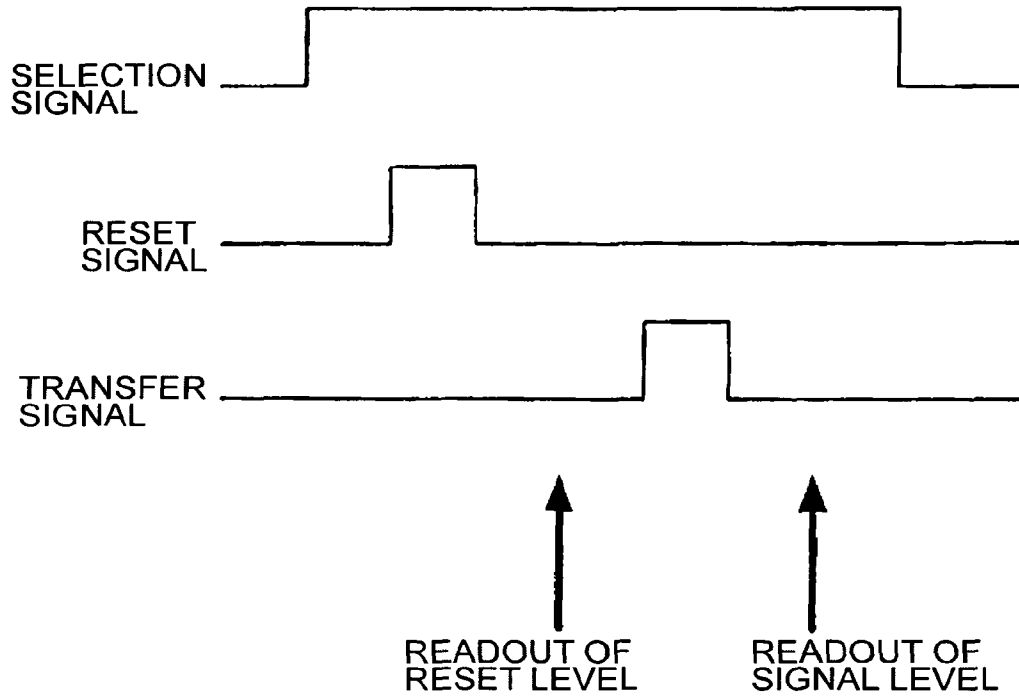 SELECTION
SIGNAL
RESET
SIGNAL
TRANSFER
SIGNAL
READOUT OF
RESET LEVEL
READOUT OF
SIGNAL LEVEL